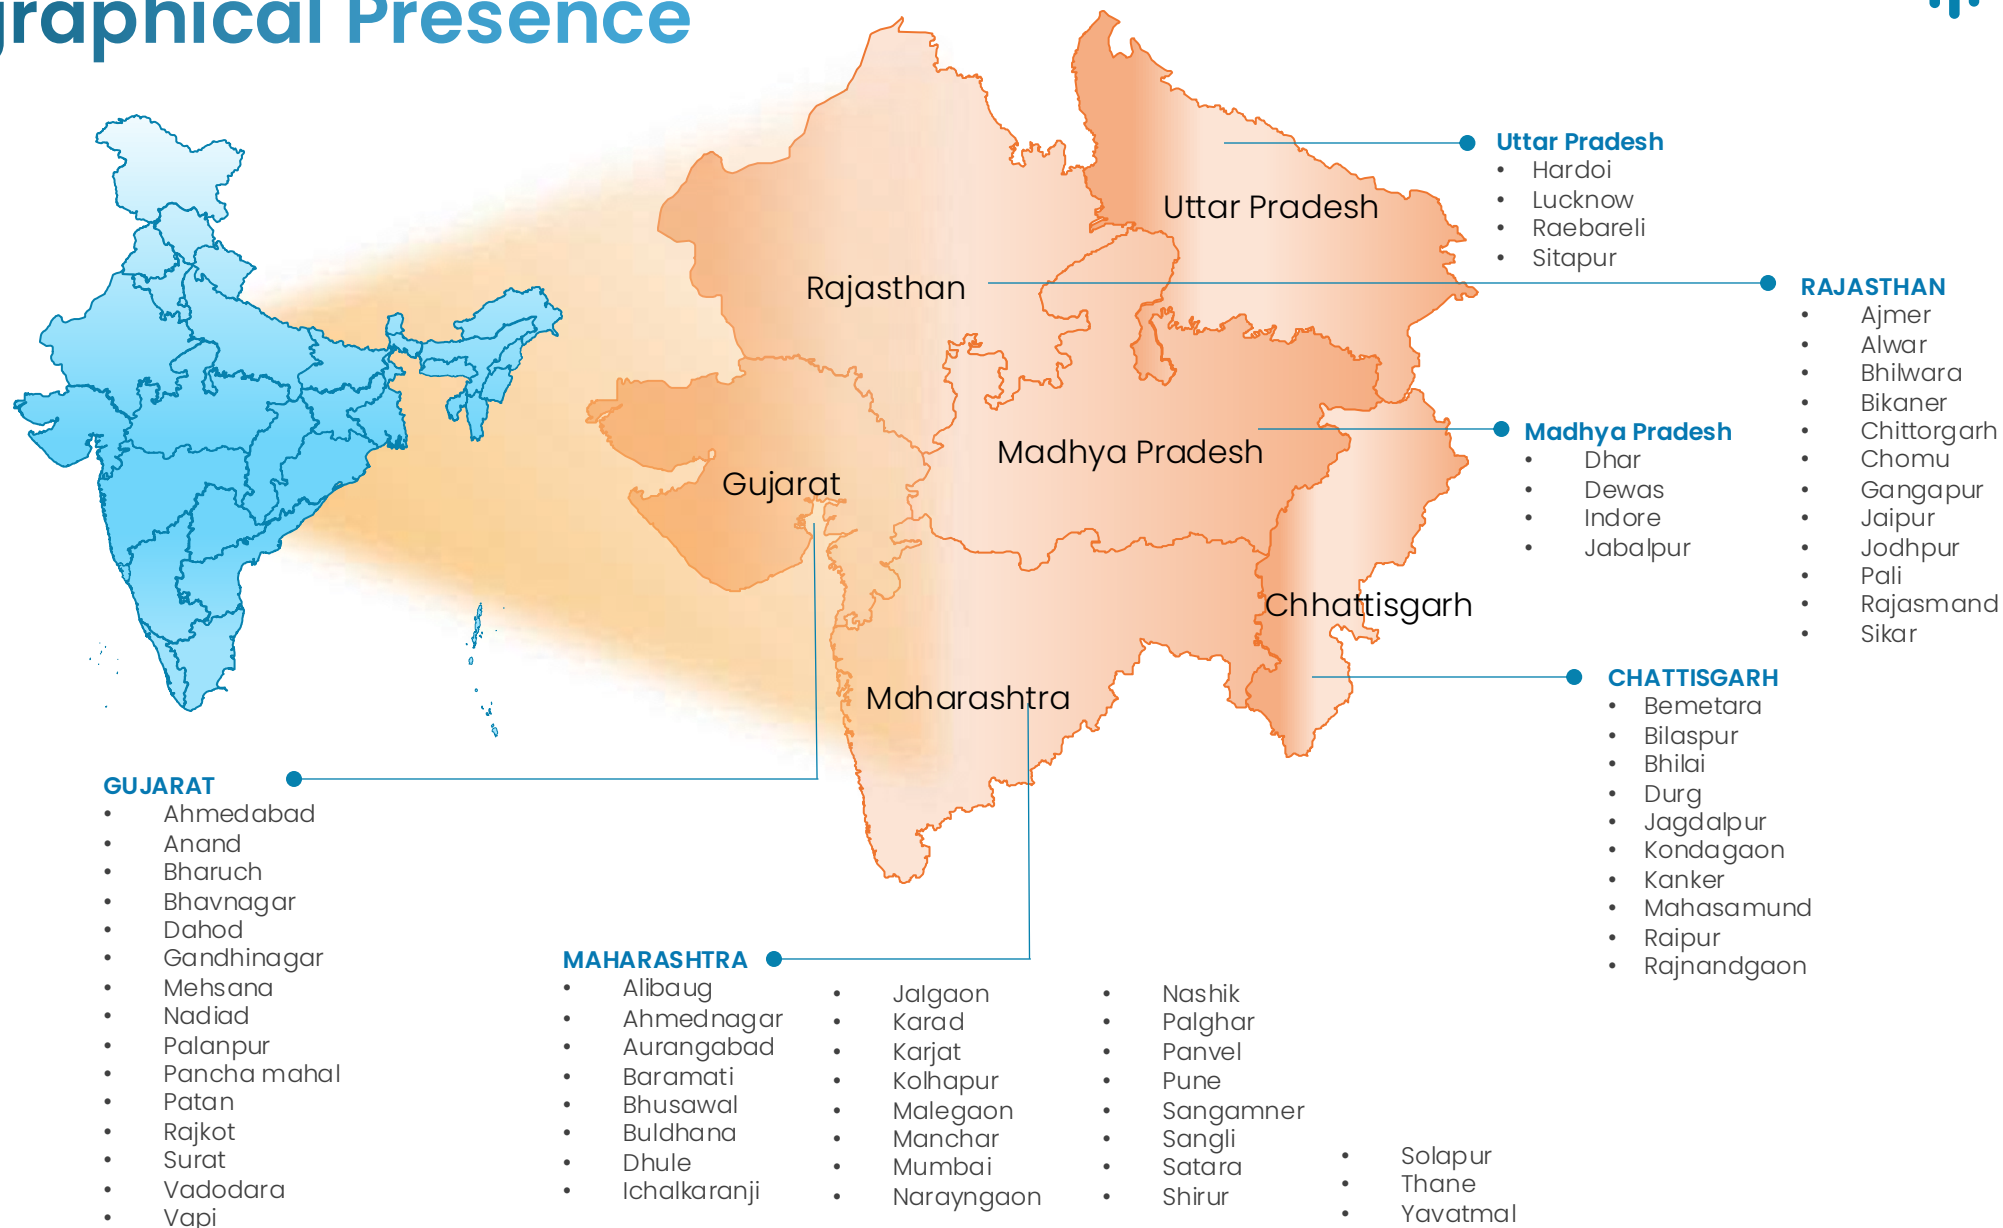 graphical Presence
Uttar Pradesh
Rajasthan
Madhya Pradesh
Gujarat
Chhattisgarh
Maharashtra
Uttar Pradesh
• Hardoi
• Lucknow
• Raebareli
• Sitapur
RAJASTHAN
• Ajmer
• Alwar
• Bhilwara
• Bikaner
• Chittorgarh
• Chomu
• Gangapur
• Jaipur
• Jodhpur
• Pali
• Rajasmand
• Sikar
Madhya Pradesh
• Dhar
• Dewas
• Indore
• Jabalpur
CHATTISGARH
• Bemetara
• Bilaspur
• Bhilai
• Durg
• Jagdalpur
• Kondagaon
• Kanker
• Mahasamund
• Raipur
• Rajnandgaon
GUJARAT
• Ahmedabad
• Anand
• Bharuch
• Bhavnagar
• Dahod
• Gandhinagar
• Mehsana
• Nadiad
• Palanpur
• Pancha mahal
• Patan
• Rajkot
• Surat
• Vadodara
• Vapi
MAHARASHTRA
• Alibaug
• Ahmednagar
• Aurangabad
• Baramati
• Bhusawal
• Buldhana
• Dhule
• Ichalkaranji
• Jalgaon
• Karad
• Karjat
• Kolhapur
• Malegaon
• Manchar
• Mumbai
• Narayngaon
• Nashik
• Palghar
• Panvel
• Pune
• Sangamner
• Sangli
• Satara
• Shirur
• Solapur
• Thane
• Yavatmal